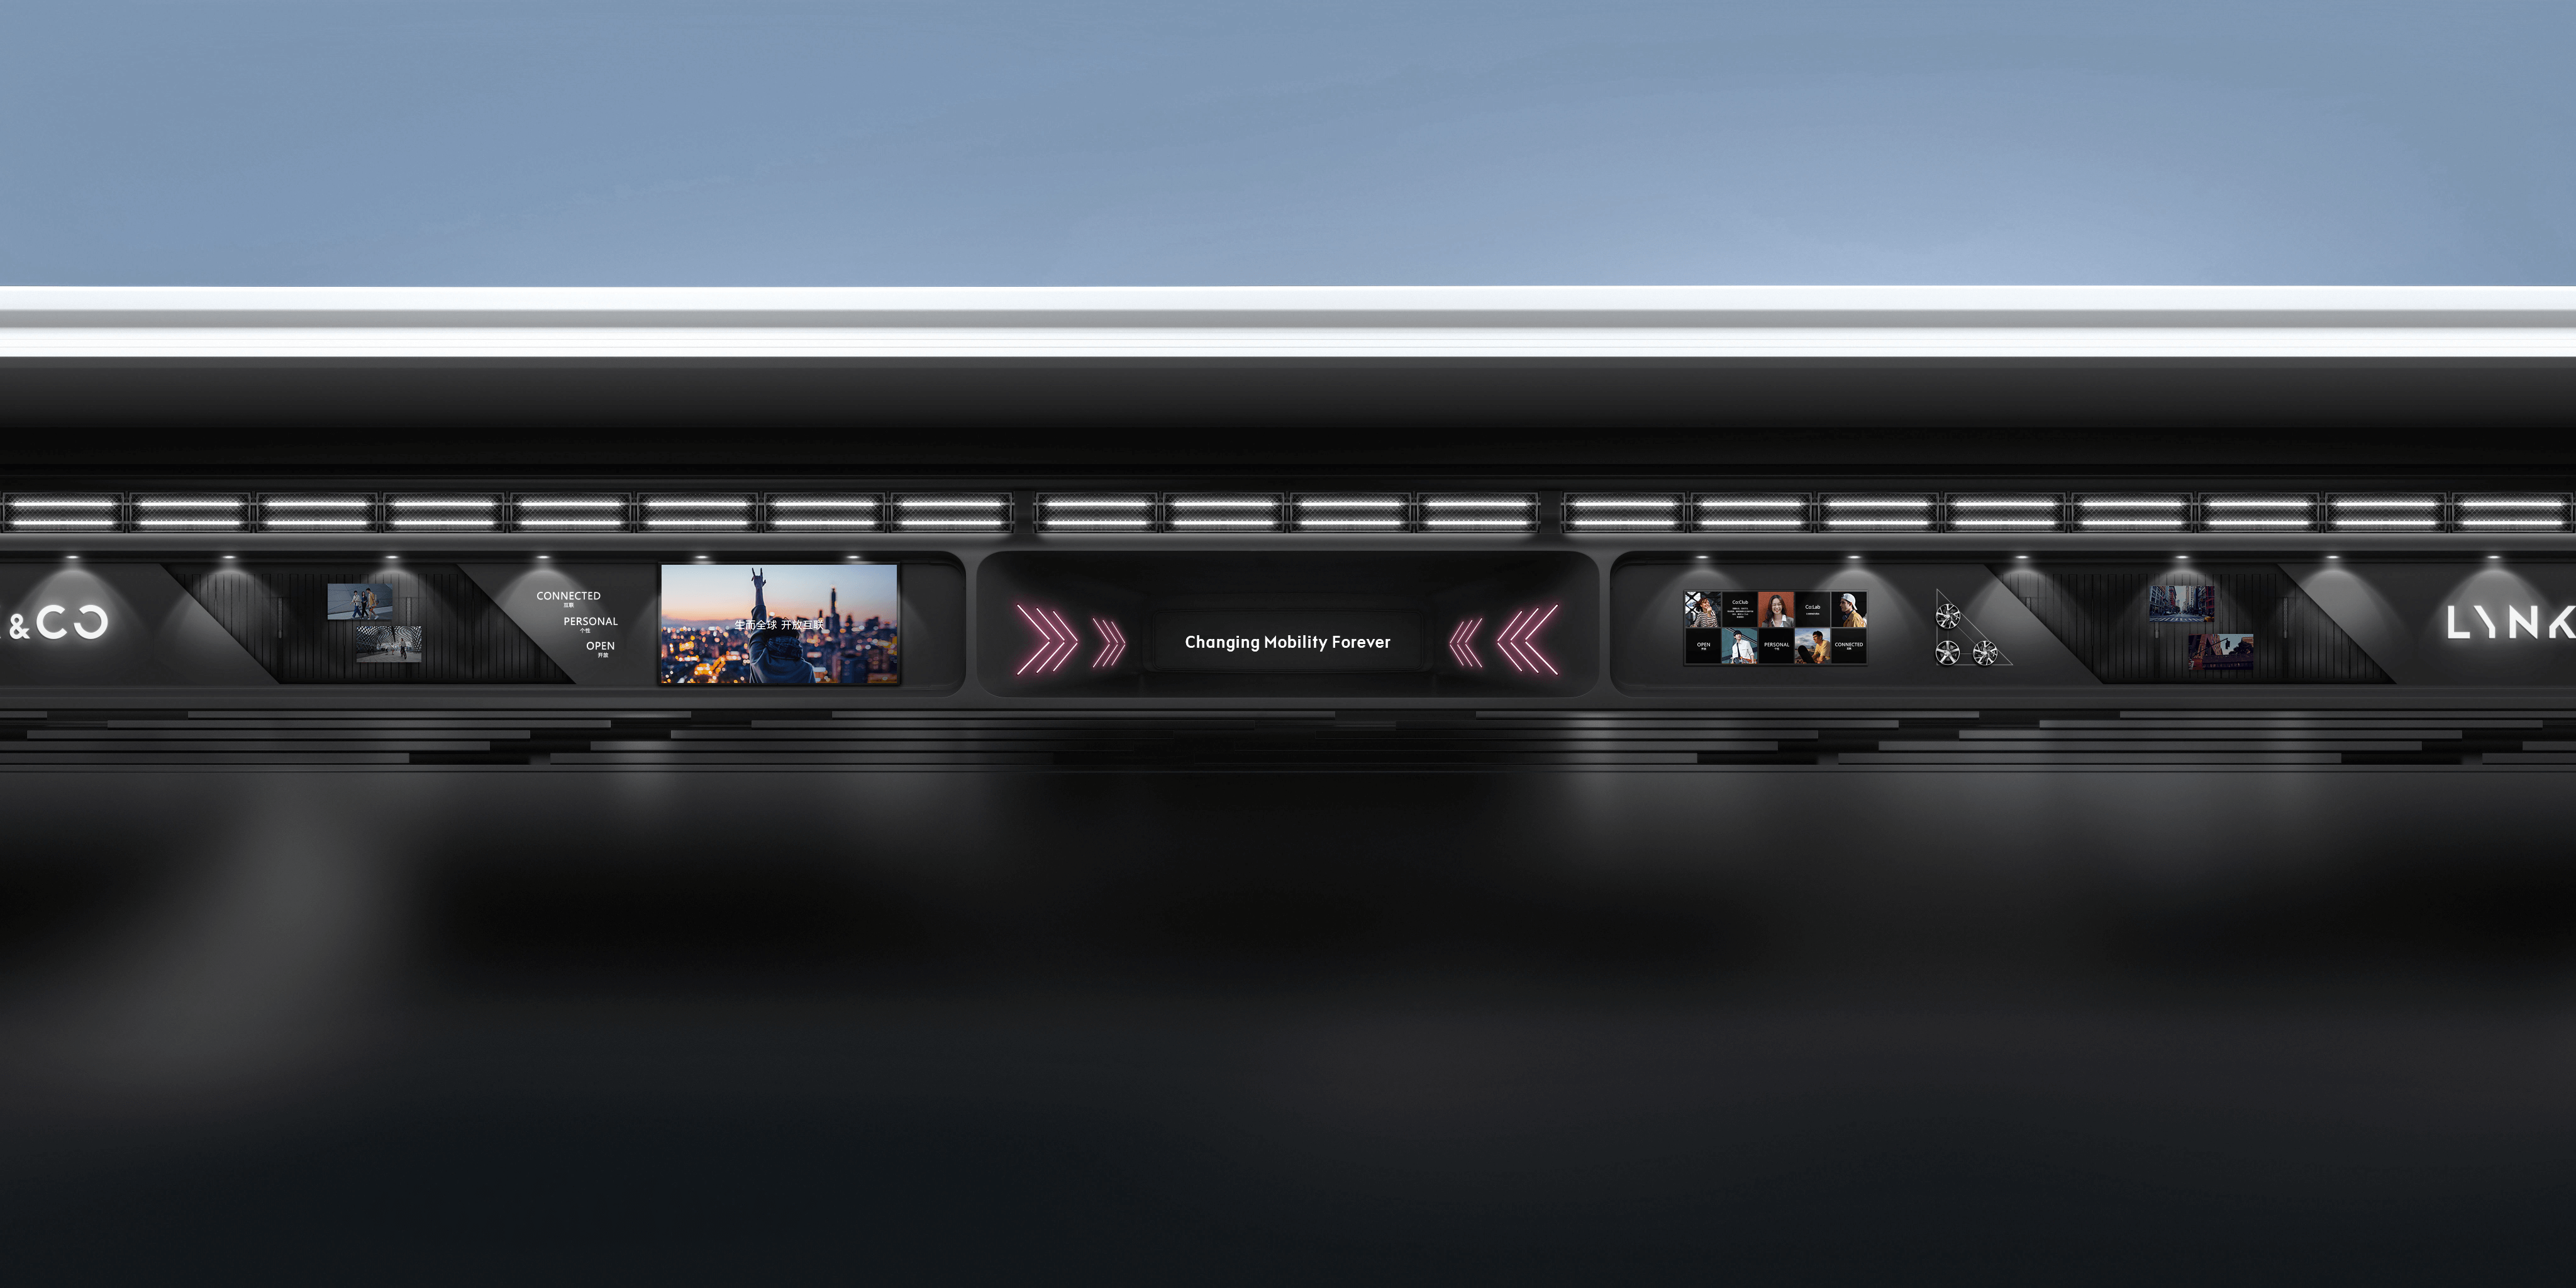 &CO
CONNECTED
互联
PERSONAL
个性
OPEN
开放
生而全球 开放互联
Changing Mobility Forever
Co:Club
Co:Lab
OPEN
PERSONAL
CONNECTED
LYNK